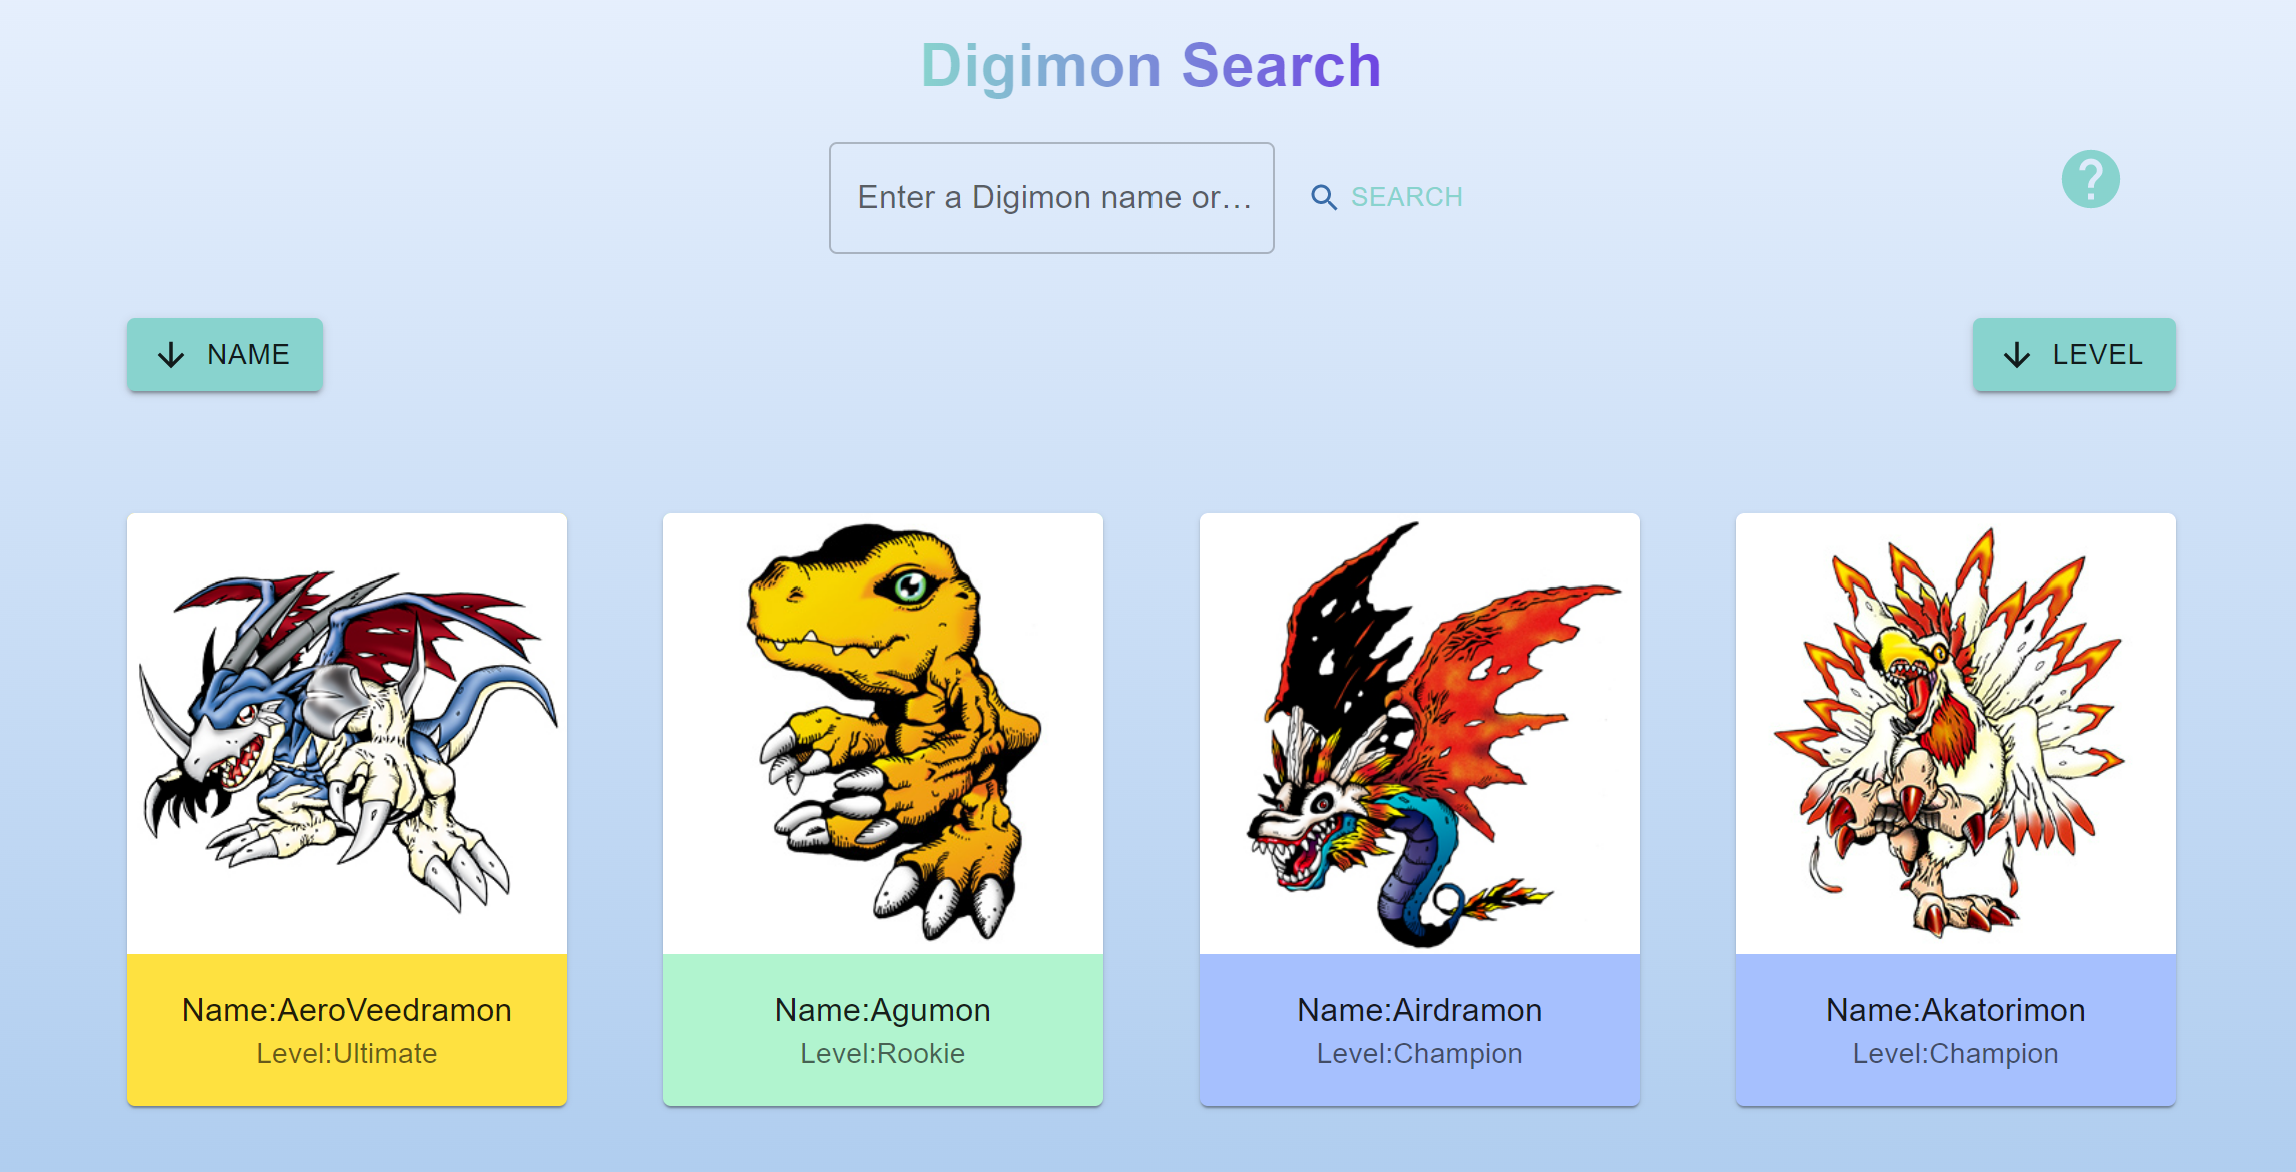 Digimon Search
Enter a Digimon name or…
SEARCH
NAME
LEVEL
Name:AeroVeedramon
Level:Ultimate
Name:Agumon
Level:Rookie
Name:Airdramon
Level:Champion
Name:Akatorimon
Level:Champion